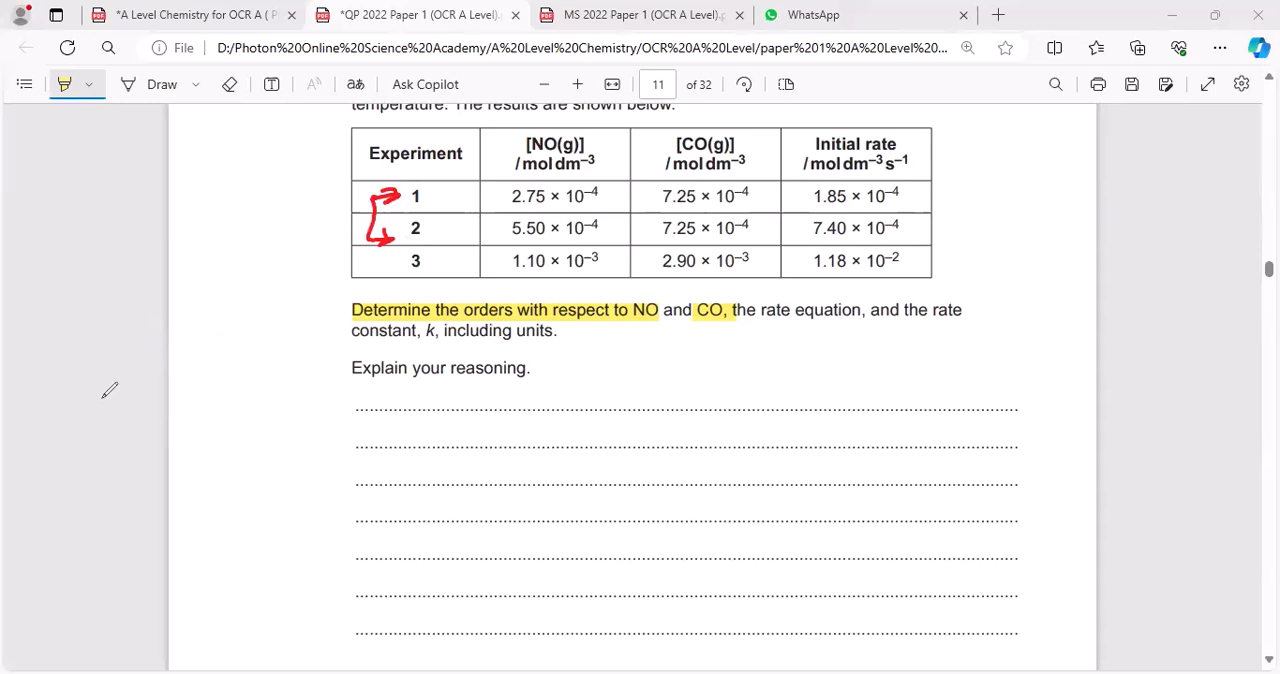 *A Level Chemistry for OCR A ( P
*QP 2022 Paper 1 (OCR A Level).
MS 2022 Paper 1 (OCR A Level).p
WhatsApp
File
D:/Photon%20Online%20Science%20Academy/A%20Level%20Chemistry/OCR%20A%20Level/paper%201%20A%20Level%20...
Draw
Ask Copilot
11 of 32
temperature. The results are shown below.
Experiment [NO(g)] / mol dm–3 [CO(g)] / mol dm–3 Initial rate / mol dm–3 s–1
1 2.75 × 10–4 7.25 × 10–4 1.85 × 10–4
2 5.50 × 10–4 7.25 × 10–4 7.40 × 10–4
3 1.10 × 10–3 2.90 × 10–3 1.18 × 10–2
Determine the orders with respect to NO and CO, the rate equation, and the rate
constant, k, including units.
Explain your reasoning.